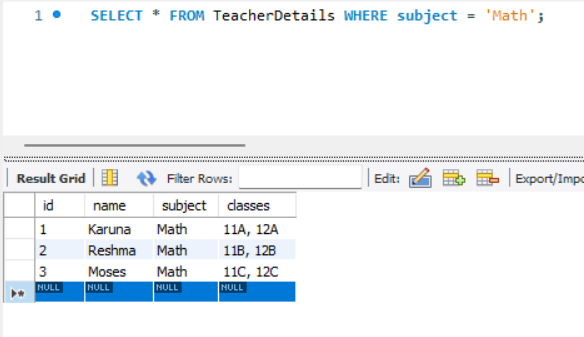 1 SELECT * FROM TeacherDetails WHERE subject = 'Math';
Result Grid Filter Rows: Edit: Export/Impo
id name subject classes
1 Karuna Math 11A, 12A
2 Reshma Math 11B, 12B
3 Moses Math 11C, 12C
NULL NULL NULL NULL